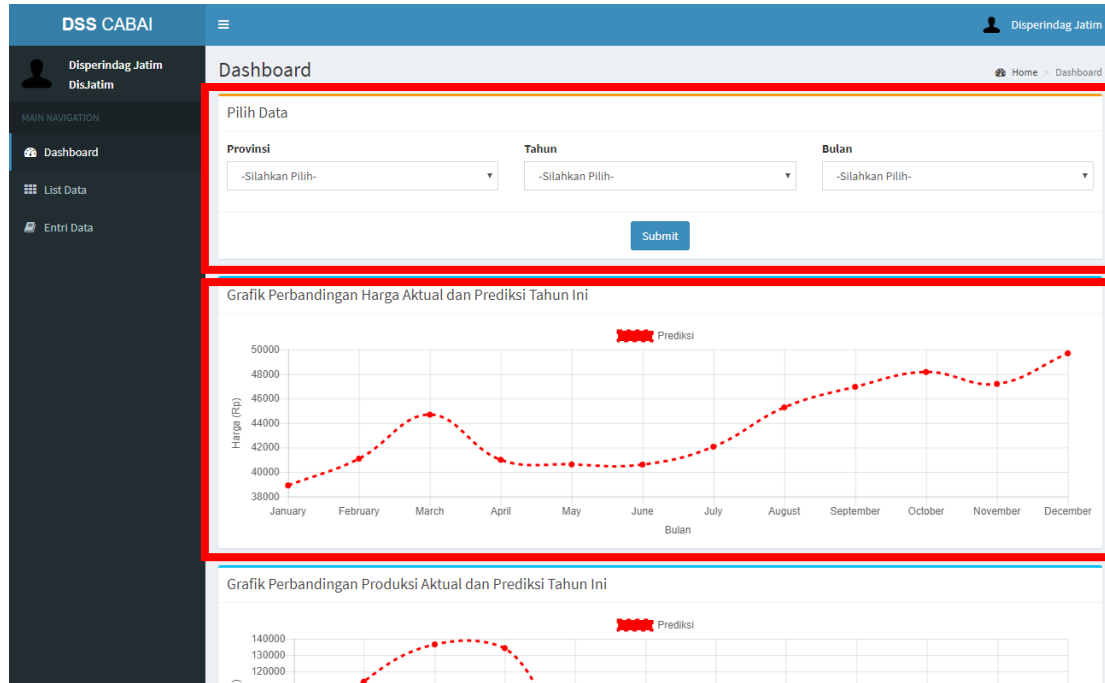 DSS CABAI
Disperindag Jatim
Disperindag Jatim
DisJatim
MAIN NAVIGATION
Dashboard
List Data
Entri Data
Dashboard
Home > Dashboard
Pilih Data
Provinsi Tahun Bulan
-Silahkan Pilih- -Silahkan Pilih- -Silahkan Pilih-
Submit
Grafik Perbandingan Harga Aktual dan Prediksi Tahun Ini
Prediksi
Harga (Rp)
50000
48000
46000
44000
42000
40000
38000
January February March April May June July August September October November December
Bulan
Grafik Perbandingan Produksi Aktual dan Prediksi Tahun Ini
Prediksi
140000
130000
120000